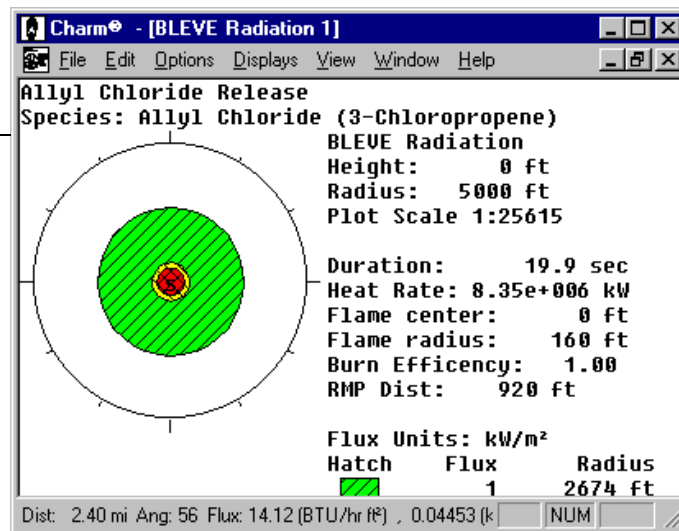 Charm® - [BLEVE Radiation 1]
File Edit Options Displays View Window Help
Allyl Chloride Release
Species: Allyl Chloride (3-Chloropropene)
BLEVE Radiation
Height: 0 ft
Radius: 5000 ft
Plot Scale 1:25615
Duration: 19.9 sec
Heat Rate: 8.35e+006 kW
Flame center: 0 ft
Flame radius: 160 ft
Burn Efficency: 1.00
RMP Dist: 920 ft
Flux Units: kW/m²
Hatch Flux Radius
1 2674 ft
S
Dist: 2.40 mi Ang: 56 Flux: 14.12 (BTU/hr ft²) , 0.04453 (k NUM